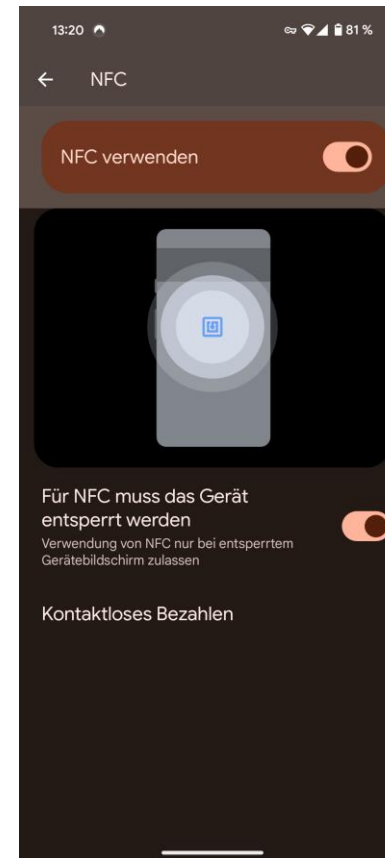 13:20 81 %
NFC
NFC verwenden
Für NFC muss das Gerät
entsperrt werden
Verwendung von NFC nur bei entsperrtem
Gerätebildschirm zulassen
Kontaktloses Bezahlen